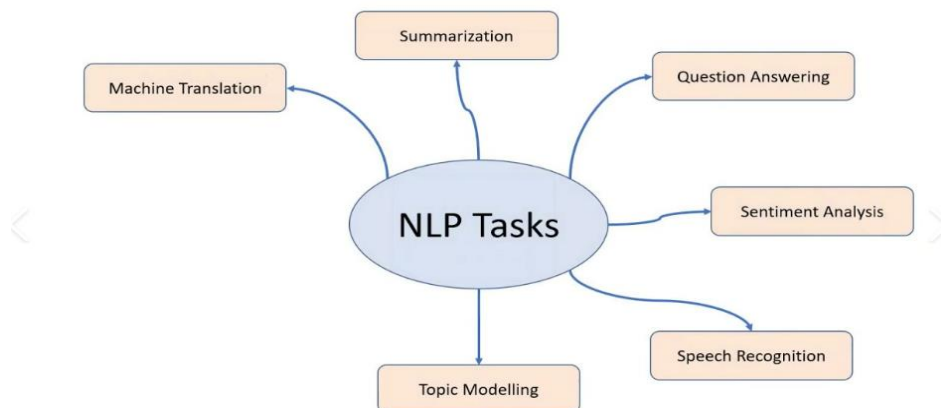 Summarization
Machine Translation
Question Answering
NLP Tasks
Sentiment Analysis
Speech Recognition
Topic Modelling